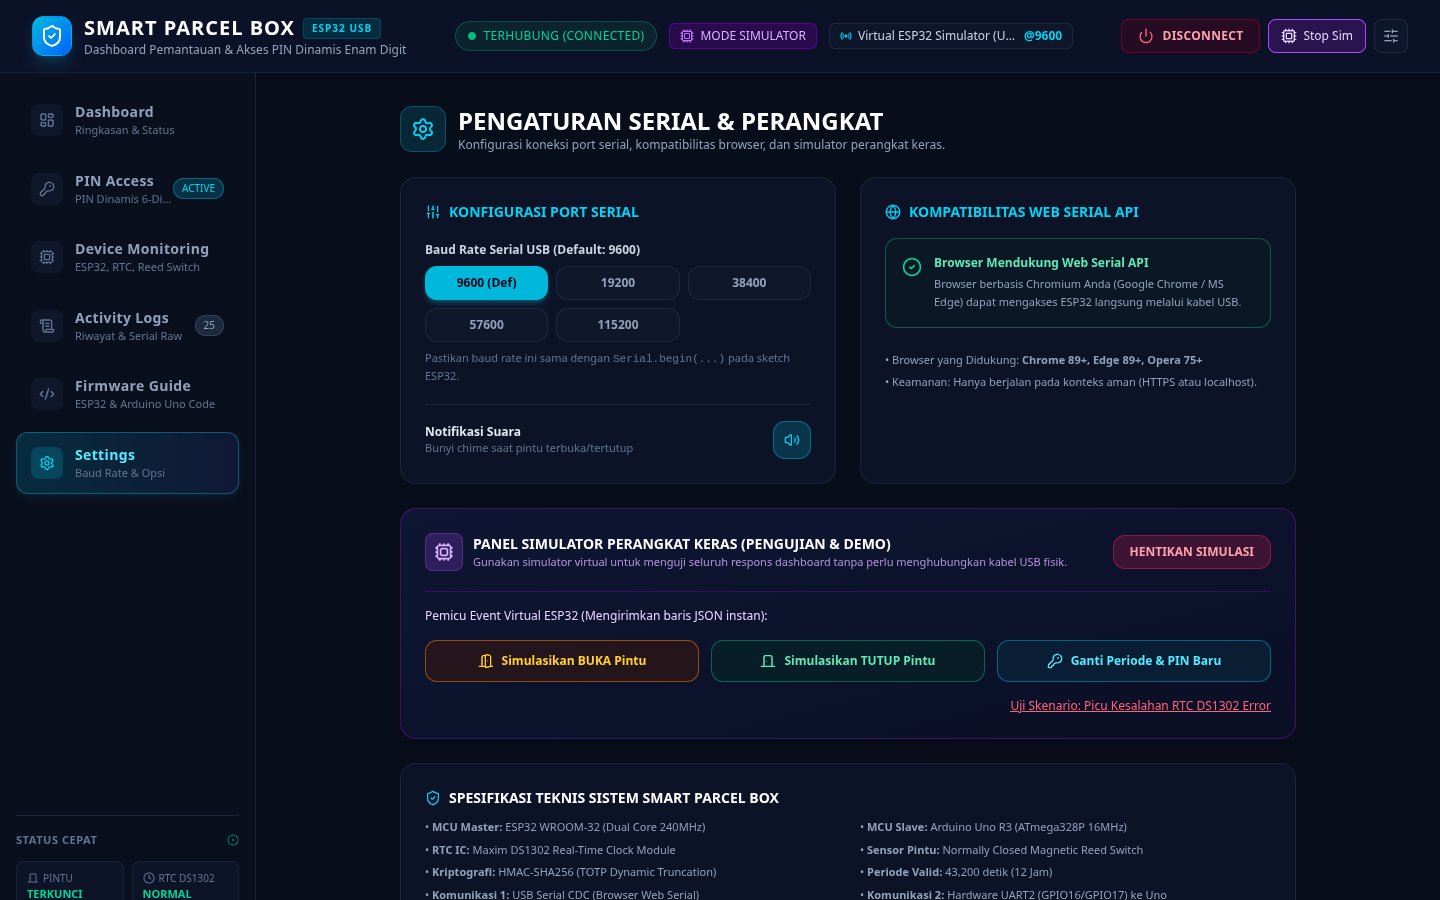 SMART PARCEL BOX ESP32 USB
Dashboard Pemantauan & Akses PIN Dinamis Enam Digit
TERHUBUNG (CONNECTED)
MODE SIMULATOR
Virtual ESP32 Simulator (U... @9600
DISCONNECT
Stop Sim
Dashboard
Ringkasan & Status
PIN Access
PIN Dinamis 6-Di...
ACTIVE
Device Monitoring
ESP32, RTC, Reed Switch
Activity Logs
Riwayat & Serial Raw
25
Firmware Guide
ESP32 & Arduino Uno Code
Settings
Baud Rate & Opsi
STATUS CEPAT
PINTU
TERKUNCI
RTC DS1302
NORMAL
PENGATURAN SERIAL & PERANGKAT
Konfigurasi koneksi port serial, kompatibilitas browser, dan simulator perangkat keras.
KONFIGURASI PORT SERIAL
Baud Rate Serial USB (Default: 9600)
9600 (Def)
19200
38400
57600
115200
Pastikan baud rate ini sama dengan Serial.begin(...) pada sketch
ESP32.
Notifikasi Suara
Bunyi chime saat pintu terbuka/tertutup
KOMPATIBILITAS WEB SERIAL API
Browser Mendukung Web Serial API
Browser berbasis Chromium Anda (Google Chrome / MS
Edge) dapat mengakses ESP32 langsung melalui kabel USB.
• Browser yang Didukung: Chrome 89+, Edge 89+, Opera 75+
• Keamanan: Hanya berjalan pada konteks aman (HTTPS atau localhost).
PANEL SIMULATOR PERANGKAT KERAS (PENGUJIAN & DEMO)
Gunakan simulator virtual untuk menguji seluruh respons dashboard tanpa perlu menghubungkan kabel USB fisik.
HENTIKAN SIMULASI
Pemicu Event Virtual ESP32 (Mengirimkan baris JSON instan):
Simulasikan BUKA Pintu
Simulasikan TUTUP Pintu
Ganti Periode & PIN Baru
Uji Skenario: Picu Kesalahan RTC DS1302 Error
SPESIFIKASI TEKNIS SISTEM SMART PARCEL BOX
• MCU Master: ESP32 WROOM-32 (Dual Core 240MHz)
• MCU Slave: Arduino Uno R3 (ATmega328P 16MHz)
• RTC IC: Maxim DS1302 Real-Time Clock Module
• Sensor Pintu: Normally Closed Magnetic Reed Switch
• Kriptografi: HMAC-SHA256 (TOTP Dynamic Truncation)
• Periode Valid: 43,200 detik (12 Jam)
• Komunikasi 1: USB Serial CDC (Browser Web Serial)
• Komunikasi 2: Hardware UART2 (GPIO16/GPIO17) ke Uno